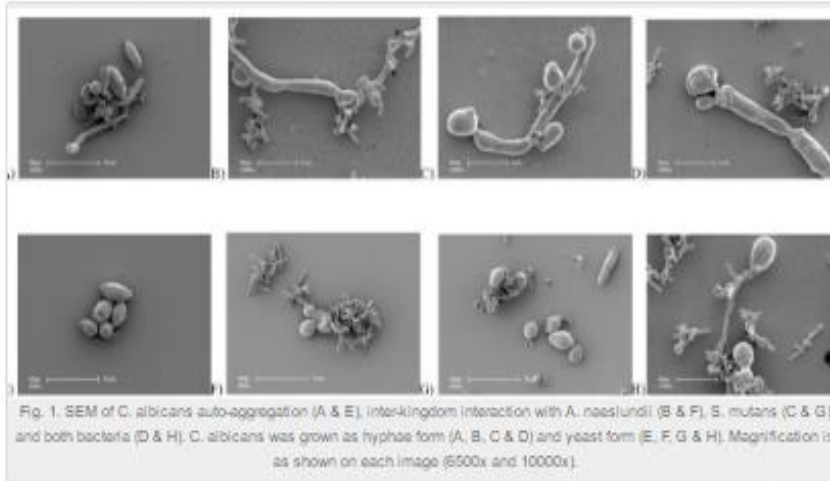 B)
C)
D)
F)
G)
H)
Fig. 1. SEM of C. albicans auto-aggregation (A & E), inter-kingdom interaction with A. naeslundii (B & F), S. mutans (C & G)
and both bacteria (D & H). C. albicans was grown as hyphae form (A, B, C & D) and yeast form (E, F, G & H). Magnification is
as shown on each image (6500x and 10000x).